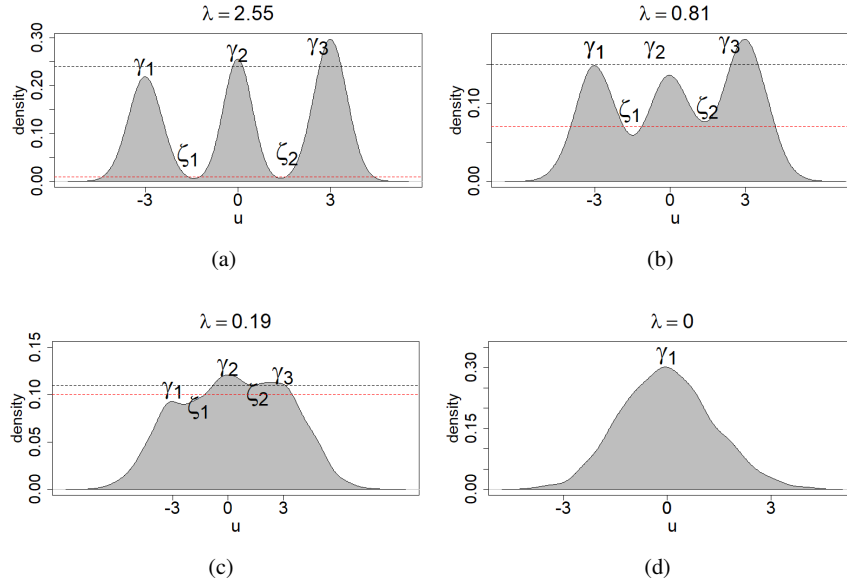 λ = 2.55
density
0.00 0.10 0.20 0.30
γ1 γ2 γ3
ζ1 ζ2
-3 0 3
u
(a)
λ = 0.81
density
0.00 0.10
γ1 γ2 γ3
ζ1 ζ2
-3 0 3
u
(b)
λ = 0.19
density
0.00 0.05 0.10 0.15
γ1 γ2 γ3
ζ1 ζ2
-3 0 3
u
(c)
λ = 0
density
0.00 0.10 0.20 0.30
γ1
-3 0 3
u
(d)